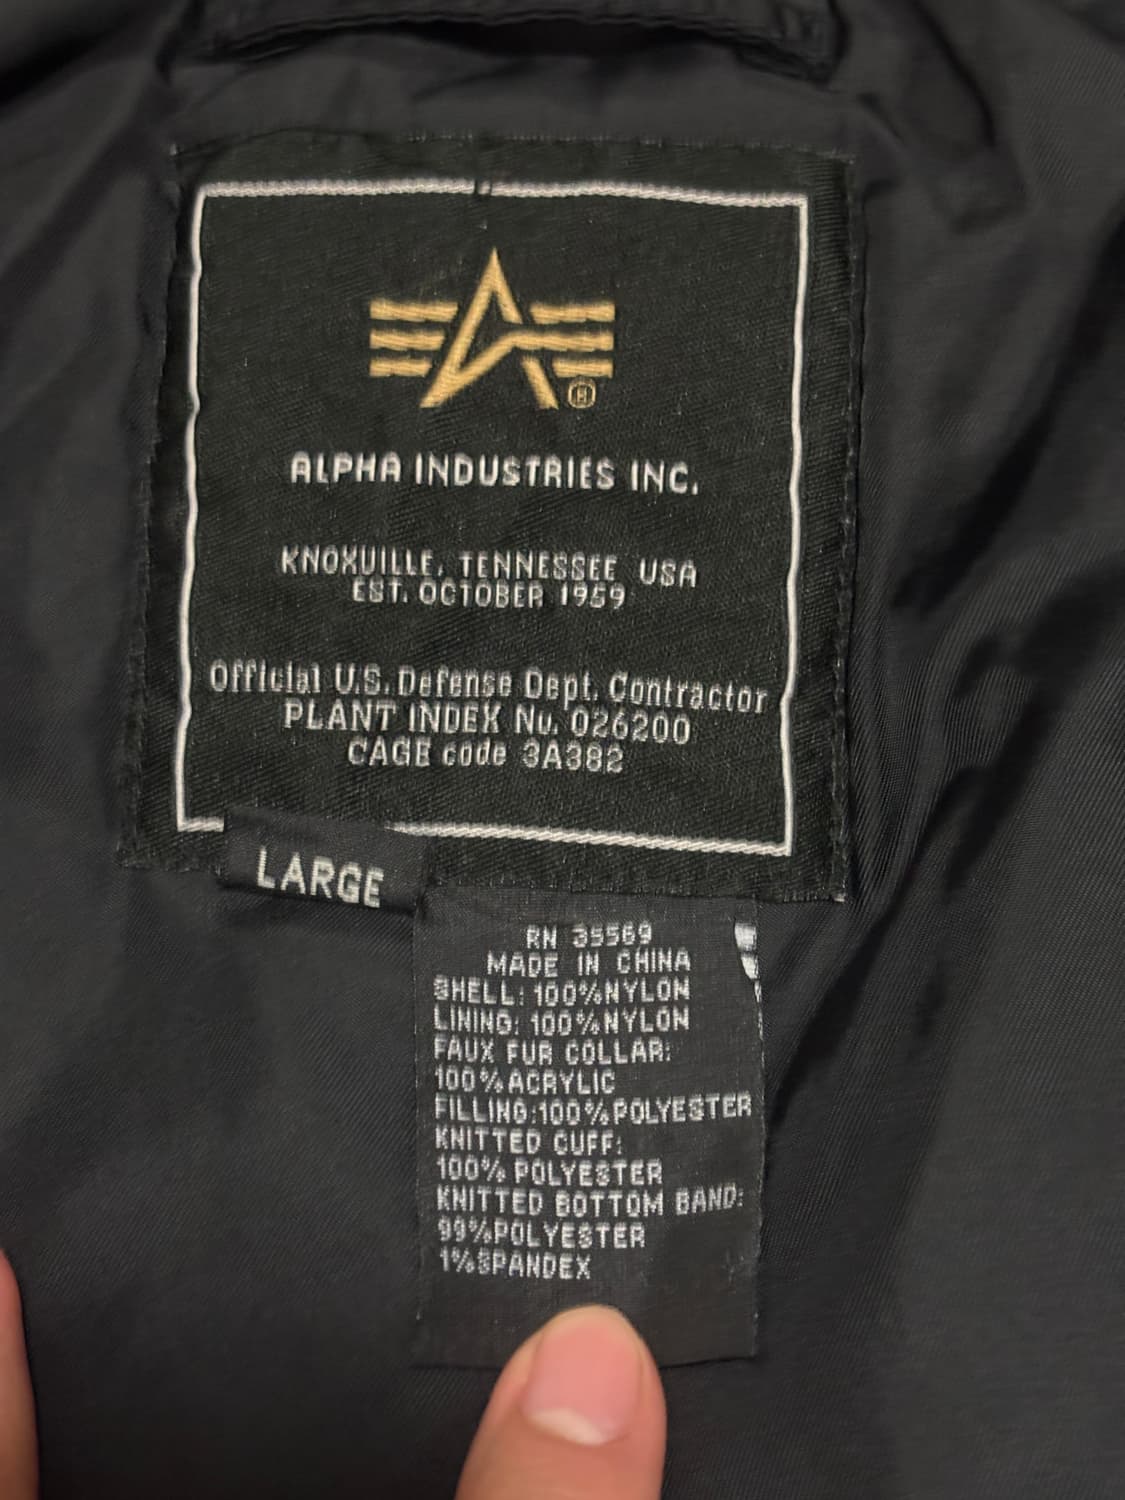 ALPHA INDUSTRIES INC.
KNOXVILLE, TENNESSEE USA
EST. OCTOBER 1959
Official U.S. Defense Dept. Contractor
PLANT INDEX No. 026200
CAGE code 3A382
LARGE
RN 35569
MADE IN CHINA
SHELL: 100%NYLON
LINING: 100%NYLON
FAUX FUR COLLAR:
100%ACRYLIC
FILLING:100%POLYESTER
KNITTED CUFF:
100% POLYESTER
KNITTED BOTTOM BAND:
99%POLYESTER
1%SPANDEX